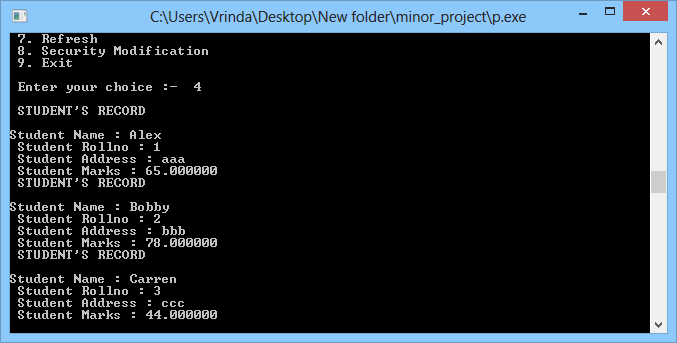 C:\Users\Vrinda\Desktop\New folder\minor_project\p.exe
7. Refresh
8. Security Modification
9. Exit
Enter your choice :-  4
STUDENT'S RECORD
Student Name : Alex
Student Rollno : 1
Student Address : aaa
Student Marks : 65.000000
STUDENT'S RECORD
Student Name : Bobby
Student Rollno : 2
Student Address : bbb
Student Marks : 78.000000
STUDENT'S RECORD
Student Name : Carren
Student Rollno : 3
Student Address : ccc
Student Marks : 44.000000